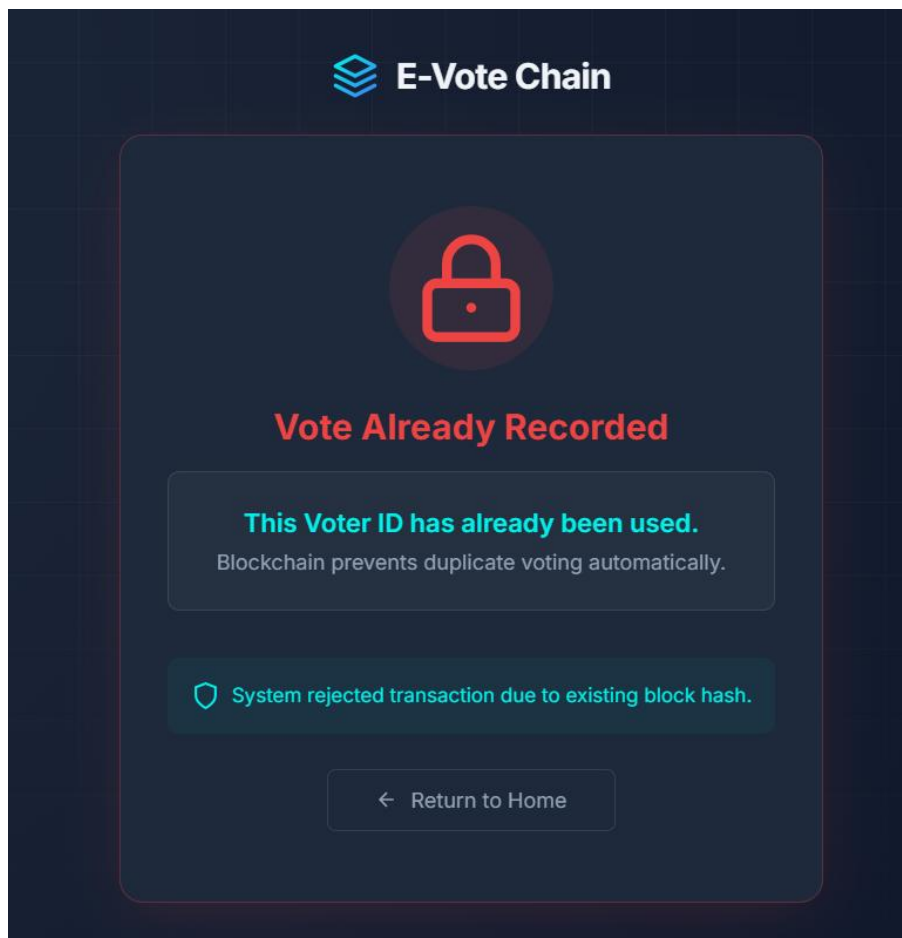 E-Vote Chain
Vote Already Recorded
This Voter ID has already been used.
Blockchain prevents duplicate voting automatically.
System rejected transaction due to existing block hash.
← Return to Home